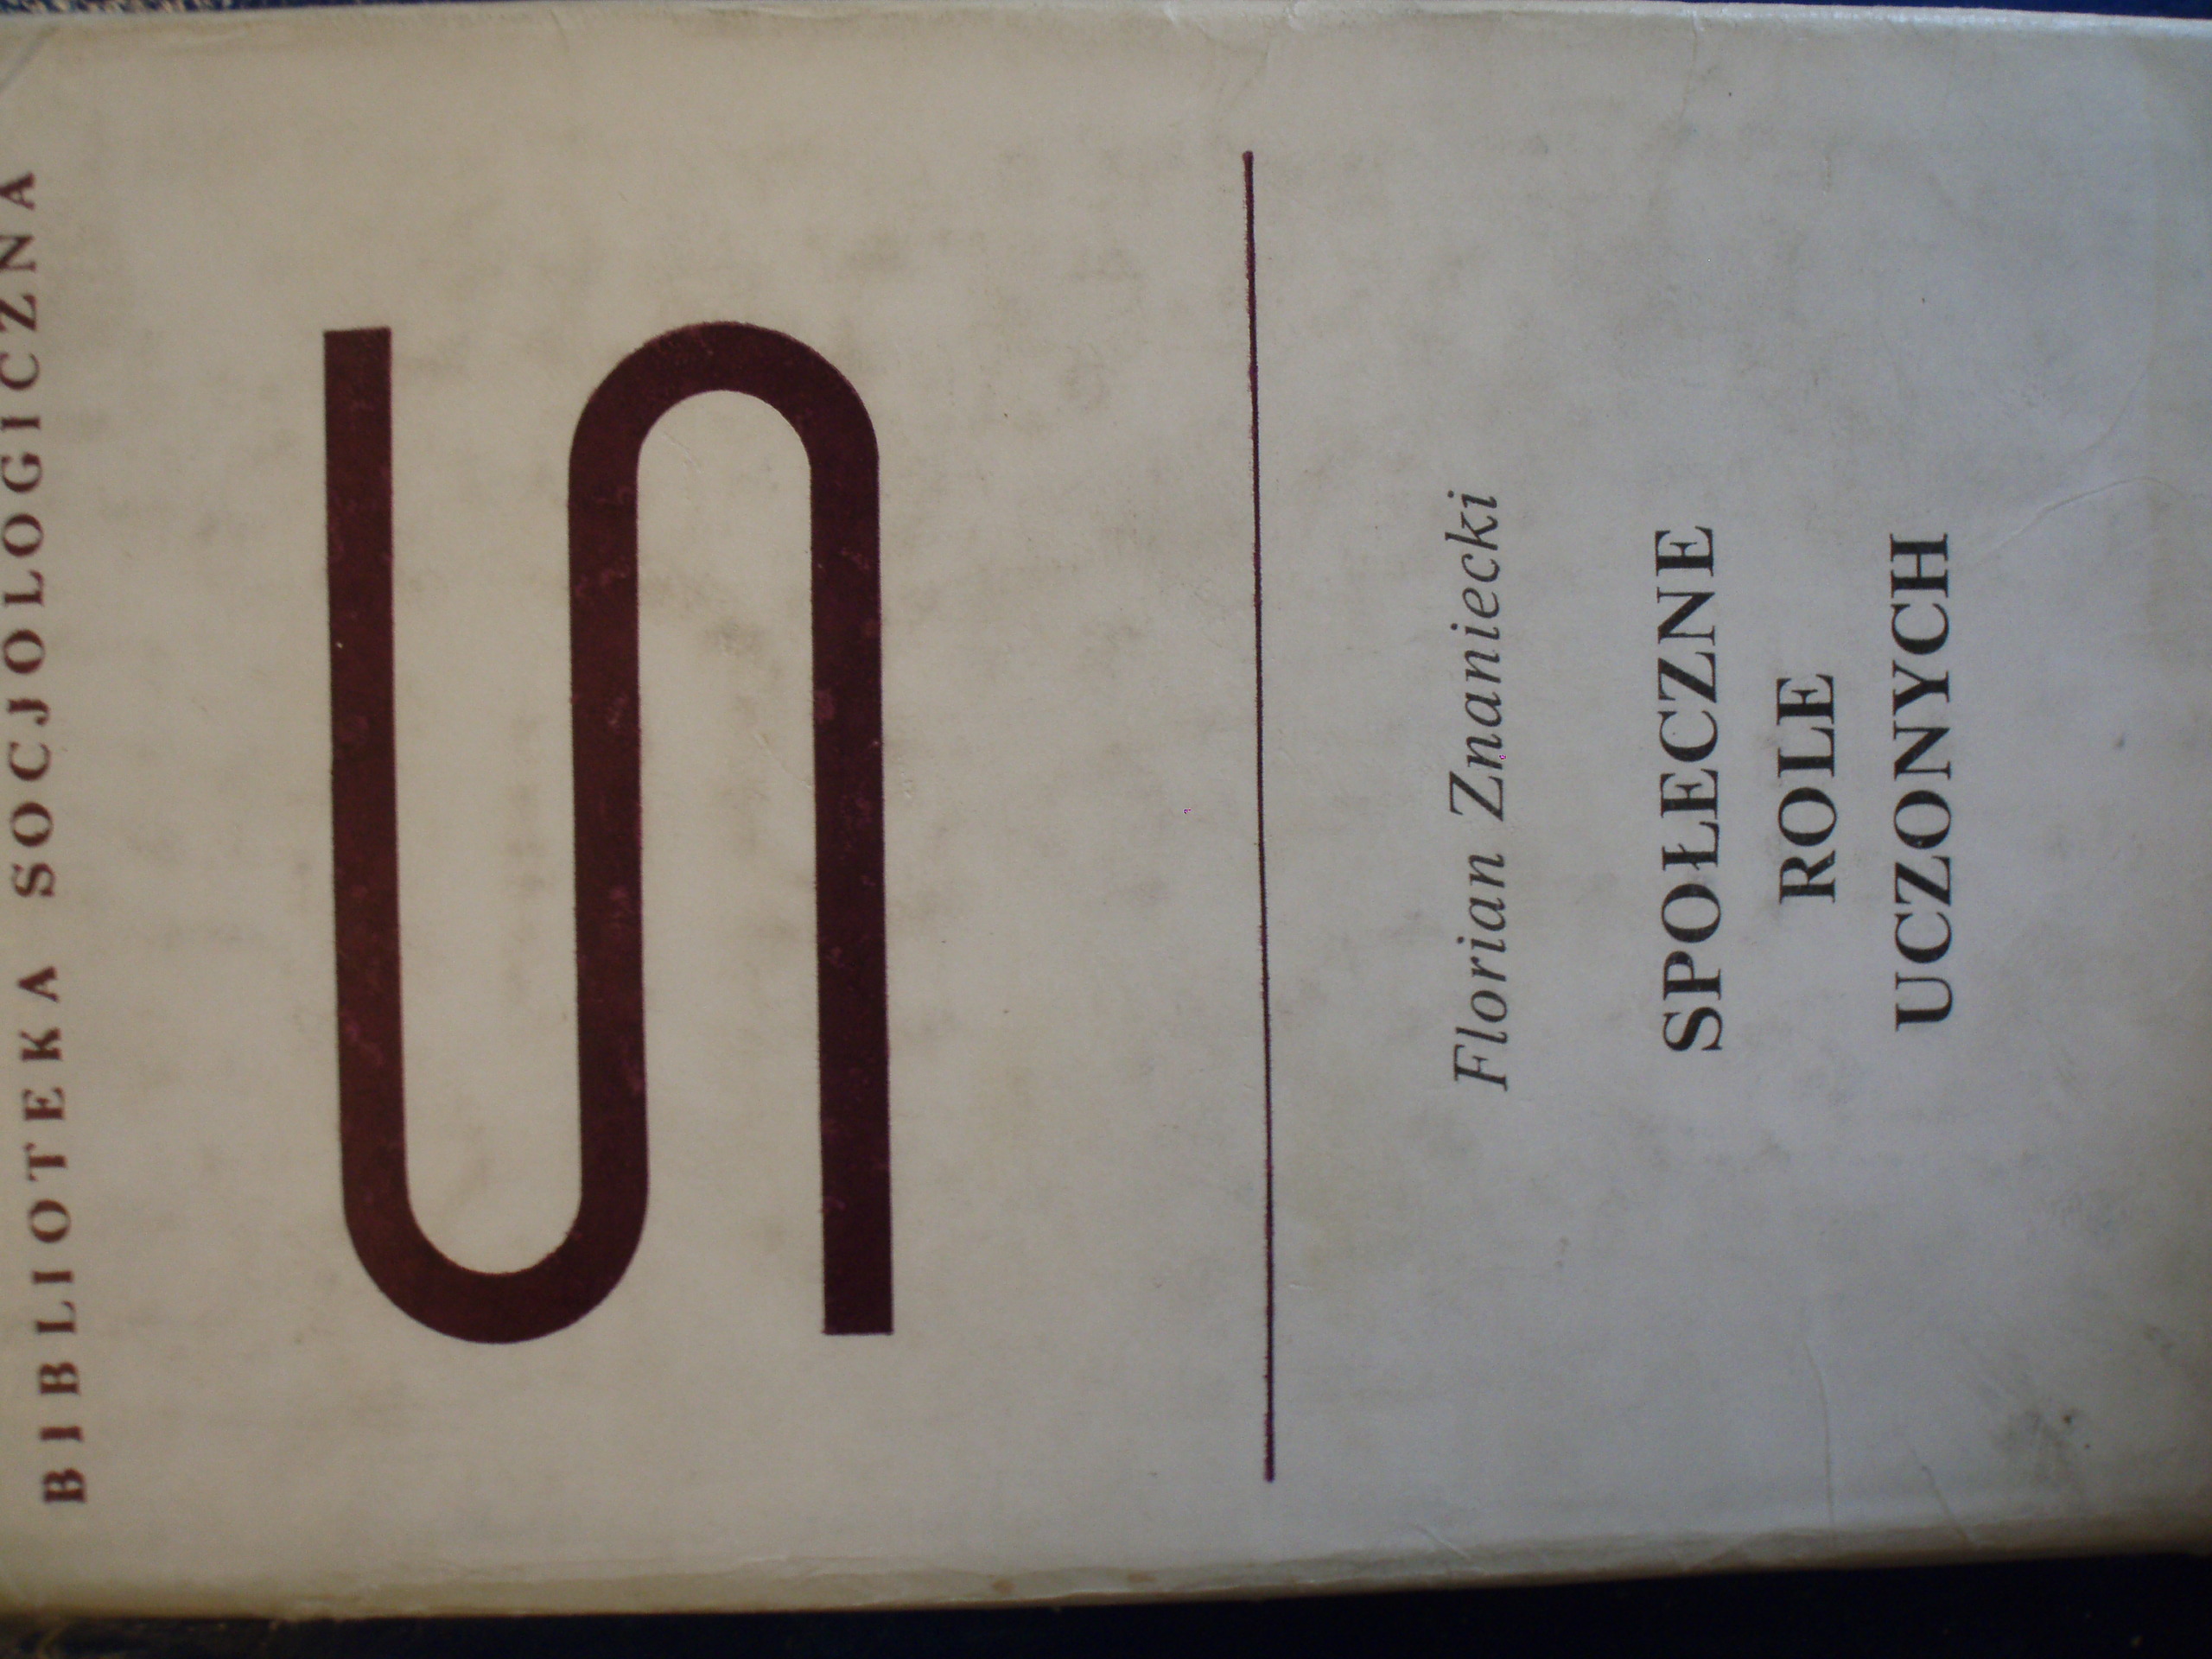 BIBLIOTEKA SOCJOLOGICZNA
S
Florian Znaniecki
SPOŁECZNE
ROLE
UCZONYCH